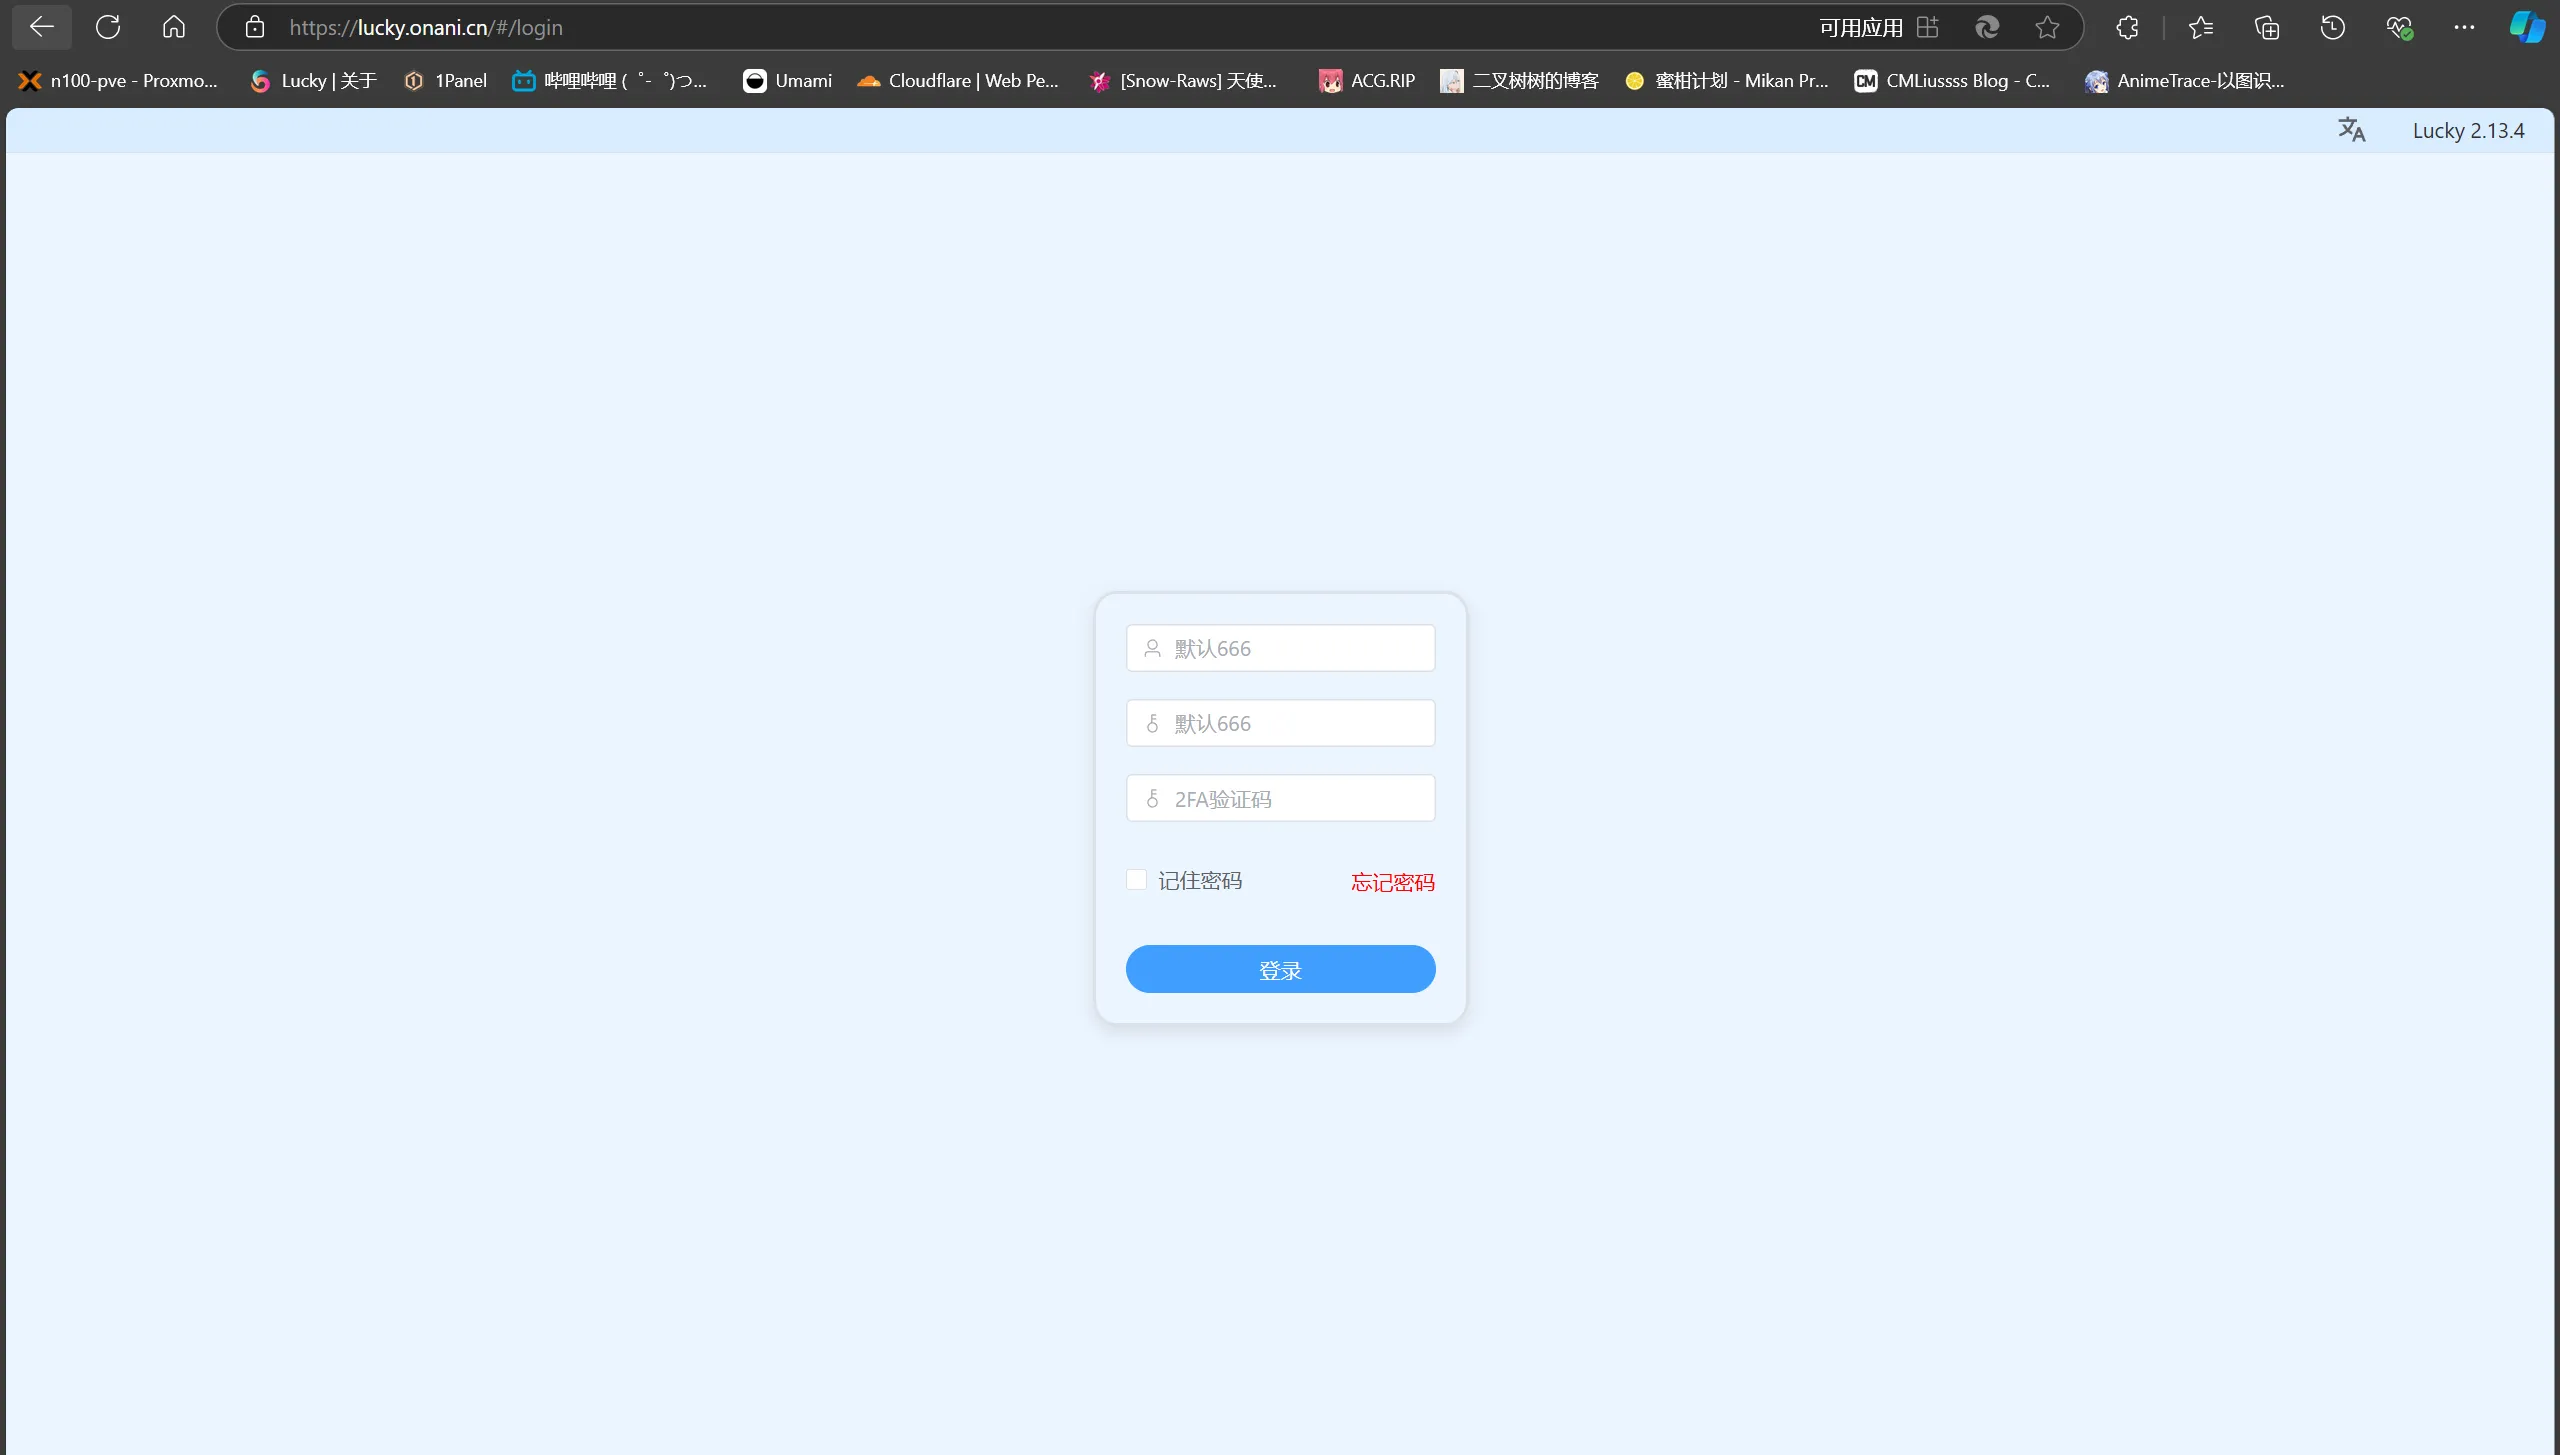 https://lucky.onani.cn/#/login
可用应用
n100-pve - Proxmo...
Lucky | 关于
1Panel
哔哩哔哩 (゜-゜)つ...
Umami
Cloudflare | Web Pe...
[Snow-Raws] 天使...
ACG.RIP
二叉树树的博客
蜜柑计划 - Mikan Pr...
CM
CMLiussss Blog - C...
AnimeTrace-以图识...
Lucky 2.13.4
默认666
默认666
2FA验证码
记住密码
忘记密码
登录